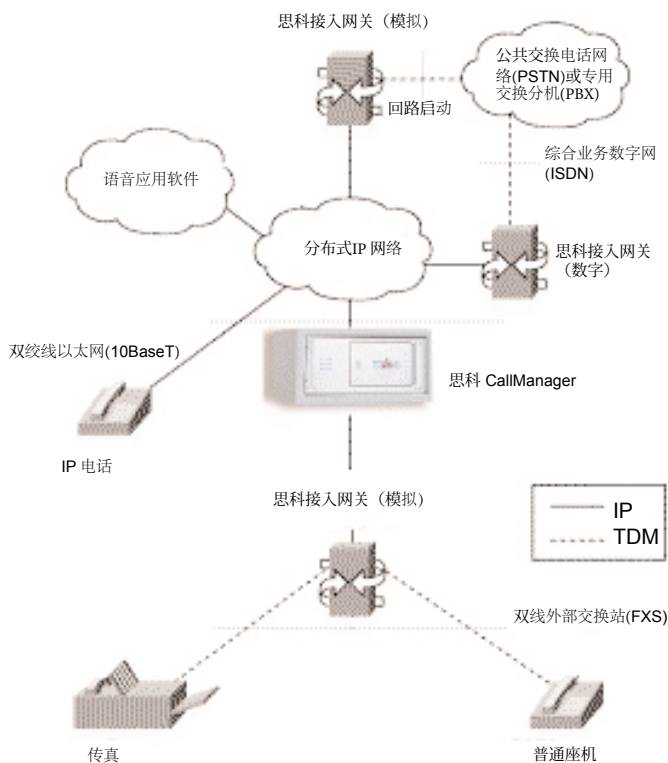 思科接入网关（模拟)
公共交换电话网
络(PSTN)或专用
交换分机(PBX)
回路启动
综合业务数字网
(ISDN)
语音应用软件
分布式IP 网络
思科接入网关
（数字）
双绞线以太网(10BaseT)
思科 CallManager
IP 电话
思科接入网关（模拟)
IP
TDM
双线外部交换站(FXS)
传真
普通座机